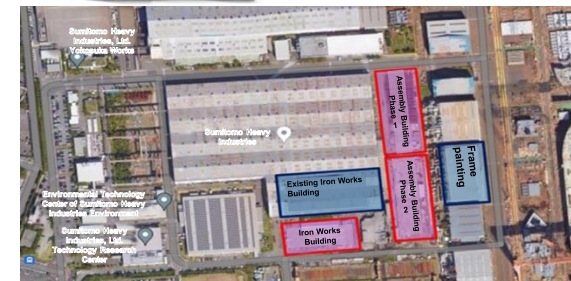 Sumitomo Heavy
Industries, Ltd.
Yokosuka Works
Assembly Building
Phase 1
Sumitomo Heavy
Industries
Frame
painting
Assembly Building
Phase 2
Existing Iron Works
Building
Environmental Technology
Center of Sumitomo Heavy
Industries Environment
Iron Works
Building
Sumitomo Heavy
Industries, Ltd.
Technology Research
Center